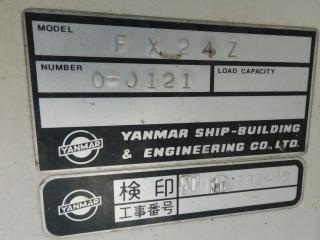 MODEL
FX24Z
NUMBER
0-0121
LOAD CAPACITY
YANMAR
YANMAR SHIP-BUILDING
& ENGINEERING CO., LTD.
YANMAR
検印
工事番号